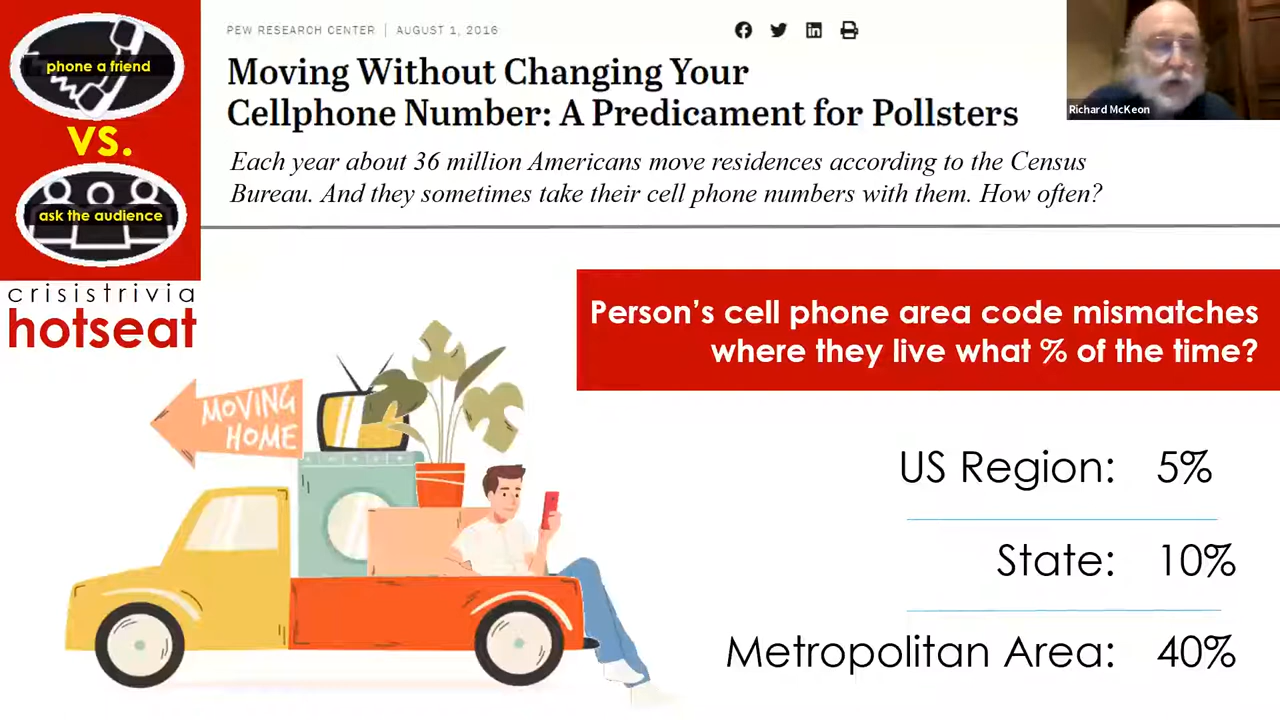 phone a friend
vs.
ask the audience
crisistrivia
hotseat
PEW RESEARCH CENTER | AUGUST 1, 2016
Moving Without Changing Your
Cellphone Number: A Predicament for Pollsters
Each year about 36 million Americans move residences according to the Census
Bureau. And they sometimes take their cell phone numbers with them. How often?
Richard McKeon
Person's cell phone area code mismatches
where they live what % of the time?
MOVING
HOME
US Region: 5%
State: 10%
Metropolitan Area: 40%